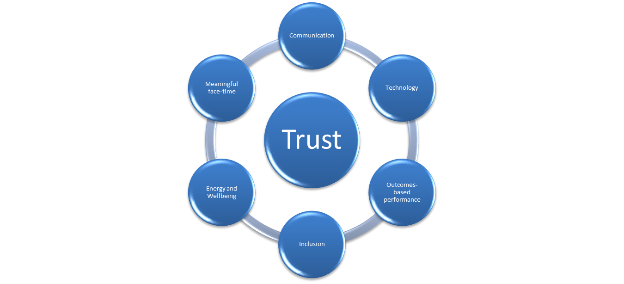 Communication
Technology
Outcomes-
based
performance
Inclusion
Energy and
Wellbeing
Meaningful
face-time
Trust